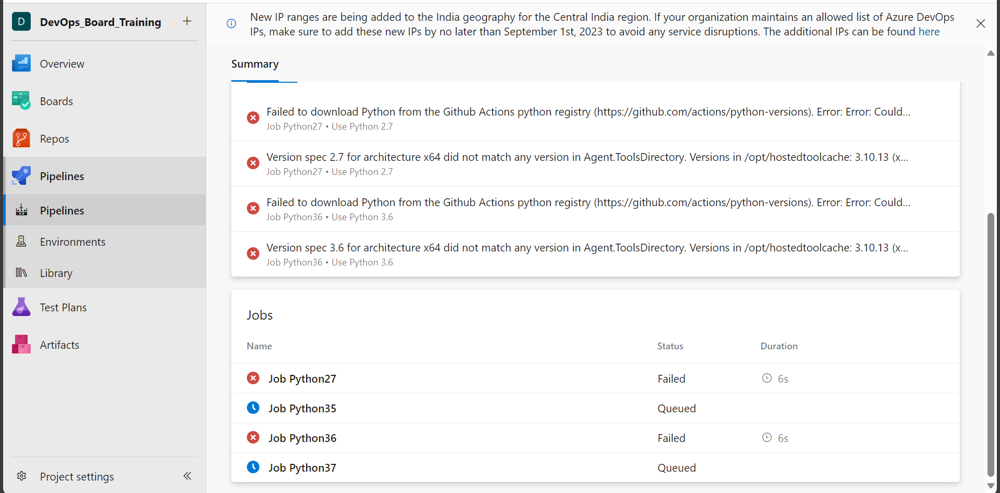 D DevOps_Board_Training +
Overview
Boards
Repos
Pipelines
Pipelines
Environments
Library
Test Plans
Artifacts
Project settings
New IP ranges are being added to the India geography for the Central India region. If your organization maintains an allowed list of Azure DevOps
IPs, make sure to add these new IPs by no later than September 1st, 2023 to avoid any service disruptions. The additional IPs can be found here
Summary
Failed to download Python from the Github Actions python registry (https://github.com/actions/python-versions). Error: Error: Could...
Job Python27 • Use Python 2.7
Version spec 2.7 for architecture x64 did not match any version in Agent.ToolsDirectory. Versions in /opt/hostedtoolcache: 3.10.13 (x...
Job Python27 • Use Python 2.7
Failed to download Python from the Github Actions python registry (https://github.com/actions/python-versions). Error: Error: Could...
Job Python36 • Use Python 3.6
Version spec 3.6 for architecture x64 did not match any version in Agent.ToolsDirectory. Versions in /opt/hostedtoolcache: 3.10.13 (x...
Job Python36 • Use Python 3.6
Jobs
Name Status Duration
Job Python27 Failed 6s
Job Python35 Queued
Job Python36 Failed 6s
Job Python37 Queued